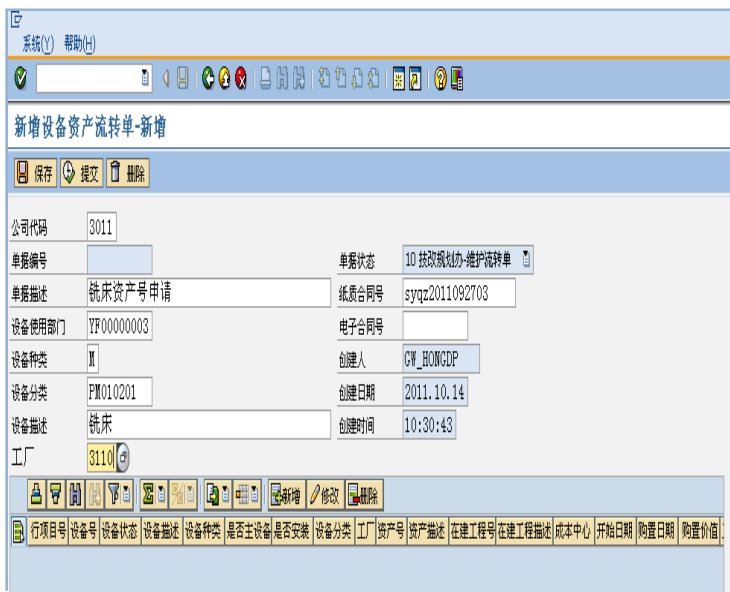 系统(Y) 帮助(H)
新增设备资产流转单-新增
保存 提交 删除
公司代码 3011
单据编号 单据状态 10 技改规划办-维护流转单
单据描述 铣床资产号申请 纸质合同号 syqz2011092703
设备使用部门 YF00000003 电子合同号
设备种类 M 创建人 GW_HONGDP
设备分类 PM010201 创建日期 2011.10.14
设备描述 铣床 创建时间 10:30:43
工厂 3110
新增 修改 删除
行项目号 设备号 设备状态 设备描述 设备种类 是否主设备 是否安装 设备分类 工厂 资产号 资产描述 在建工程号 在建工程描述 成本中心 开始日期 购置日期 购置价值